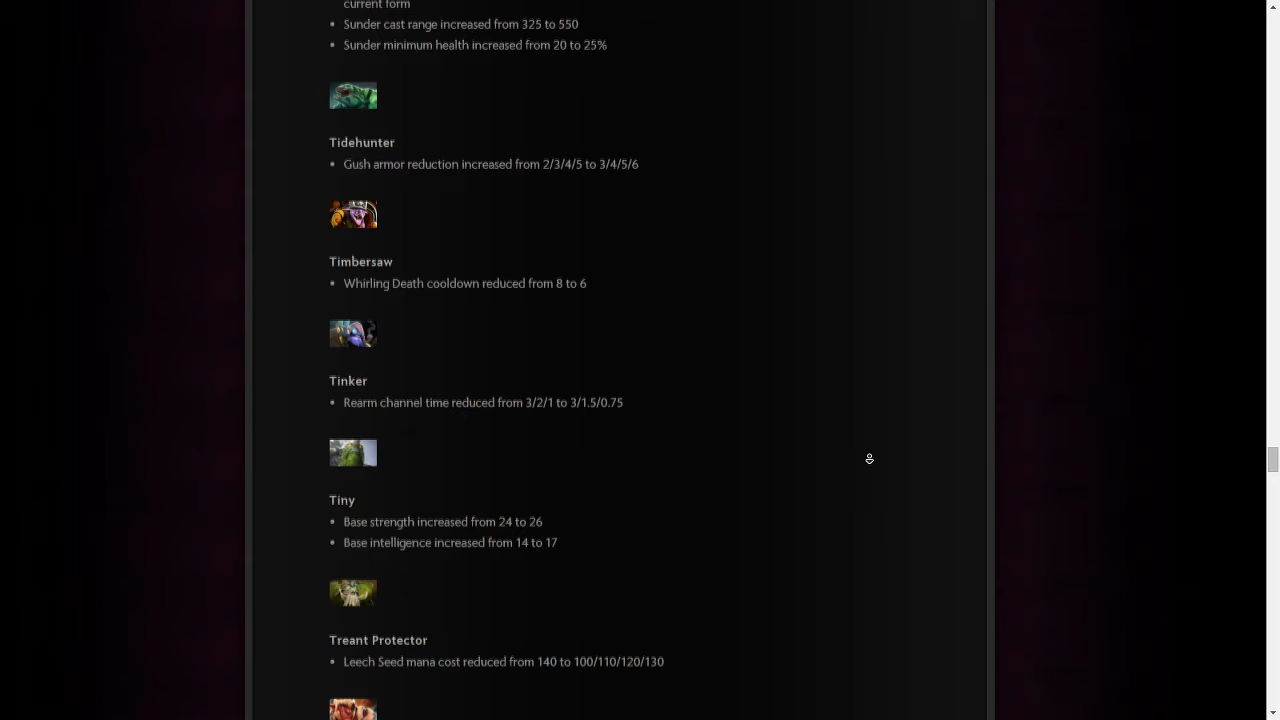 current form
• Sunder cast range increased from 325 to 550
• Sunder minimum health increased from 20 to 25%
Tidehunter
• Gush armor reduction increased from 2/3/4/5 to 3/4/5/6
Timbersaw
• Whirling Death cooldown reduced from 8 to 6
Tinker
• Rearm channel time reduced from 3/2/1 to 3/1.5/0.75
Tiny
• Base strength increased from 24 to 26
• Base intelligence increased from 14 to 17
Treant Protector
• Leech Seed mana cost reduced from 140 to 100/110/120/130